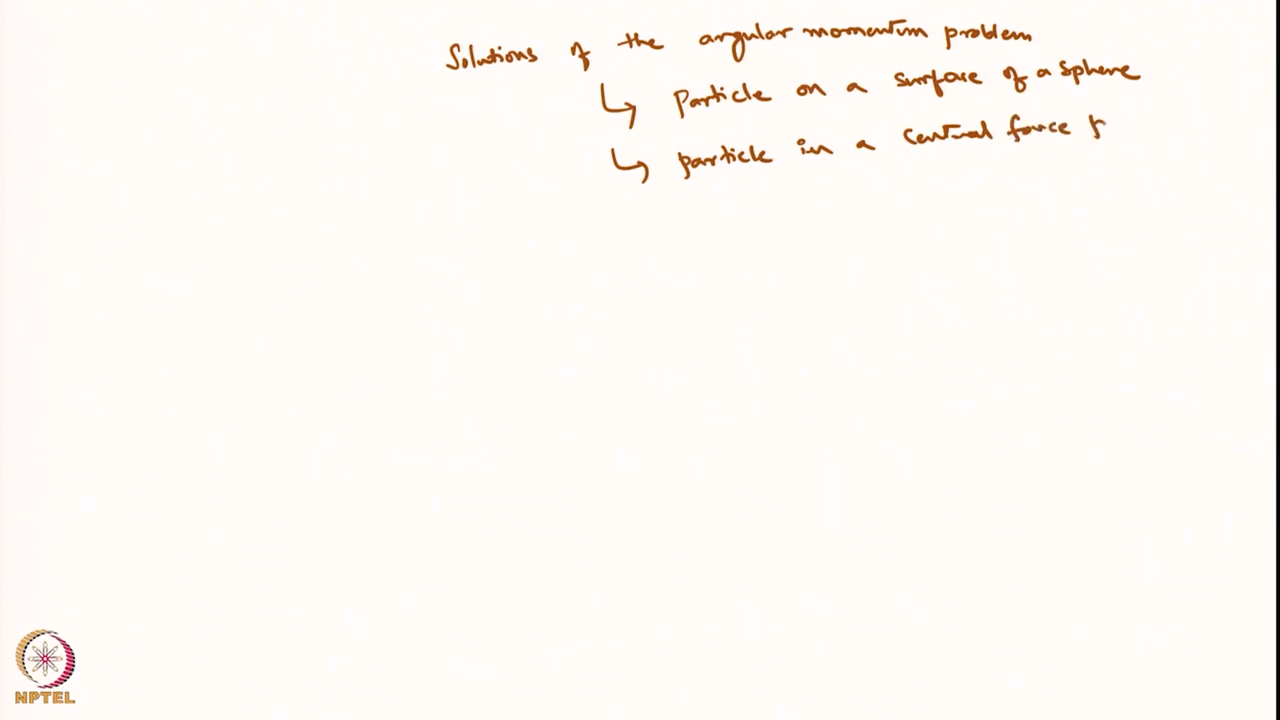 Solutions of the angular momentum problem
↳ Particle on a surface of a sphere
↳ particle in a central force f
NPTEL